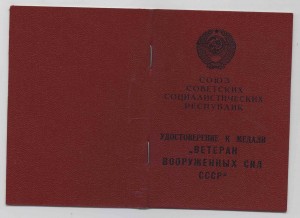 СОЮЗ
СОВЕТСКИХ
СОЦИАЛИСТИЧЕСКИХ
РЕСПУБЛИК
УДОСТОВЕРЕНИЕ К МЕДАЛИ
„ВЕТЕРАН
ВООРУЖЕННЫХ СИЛ
СССР"